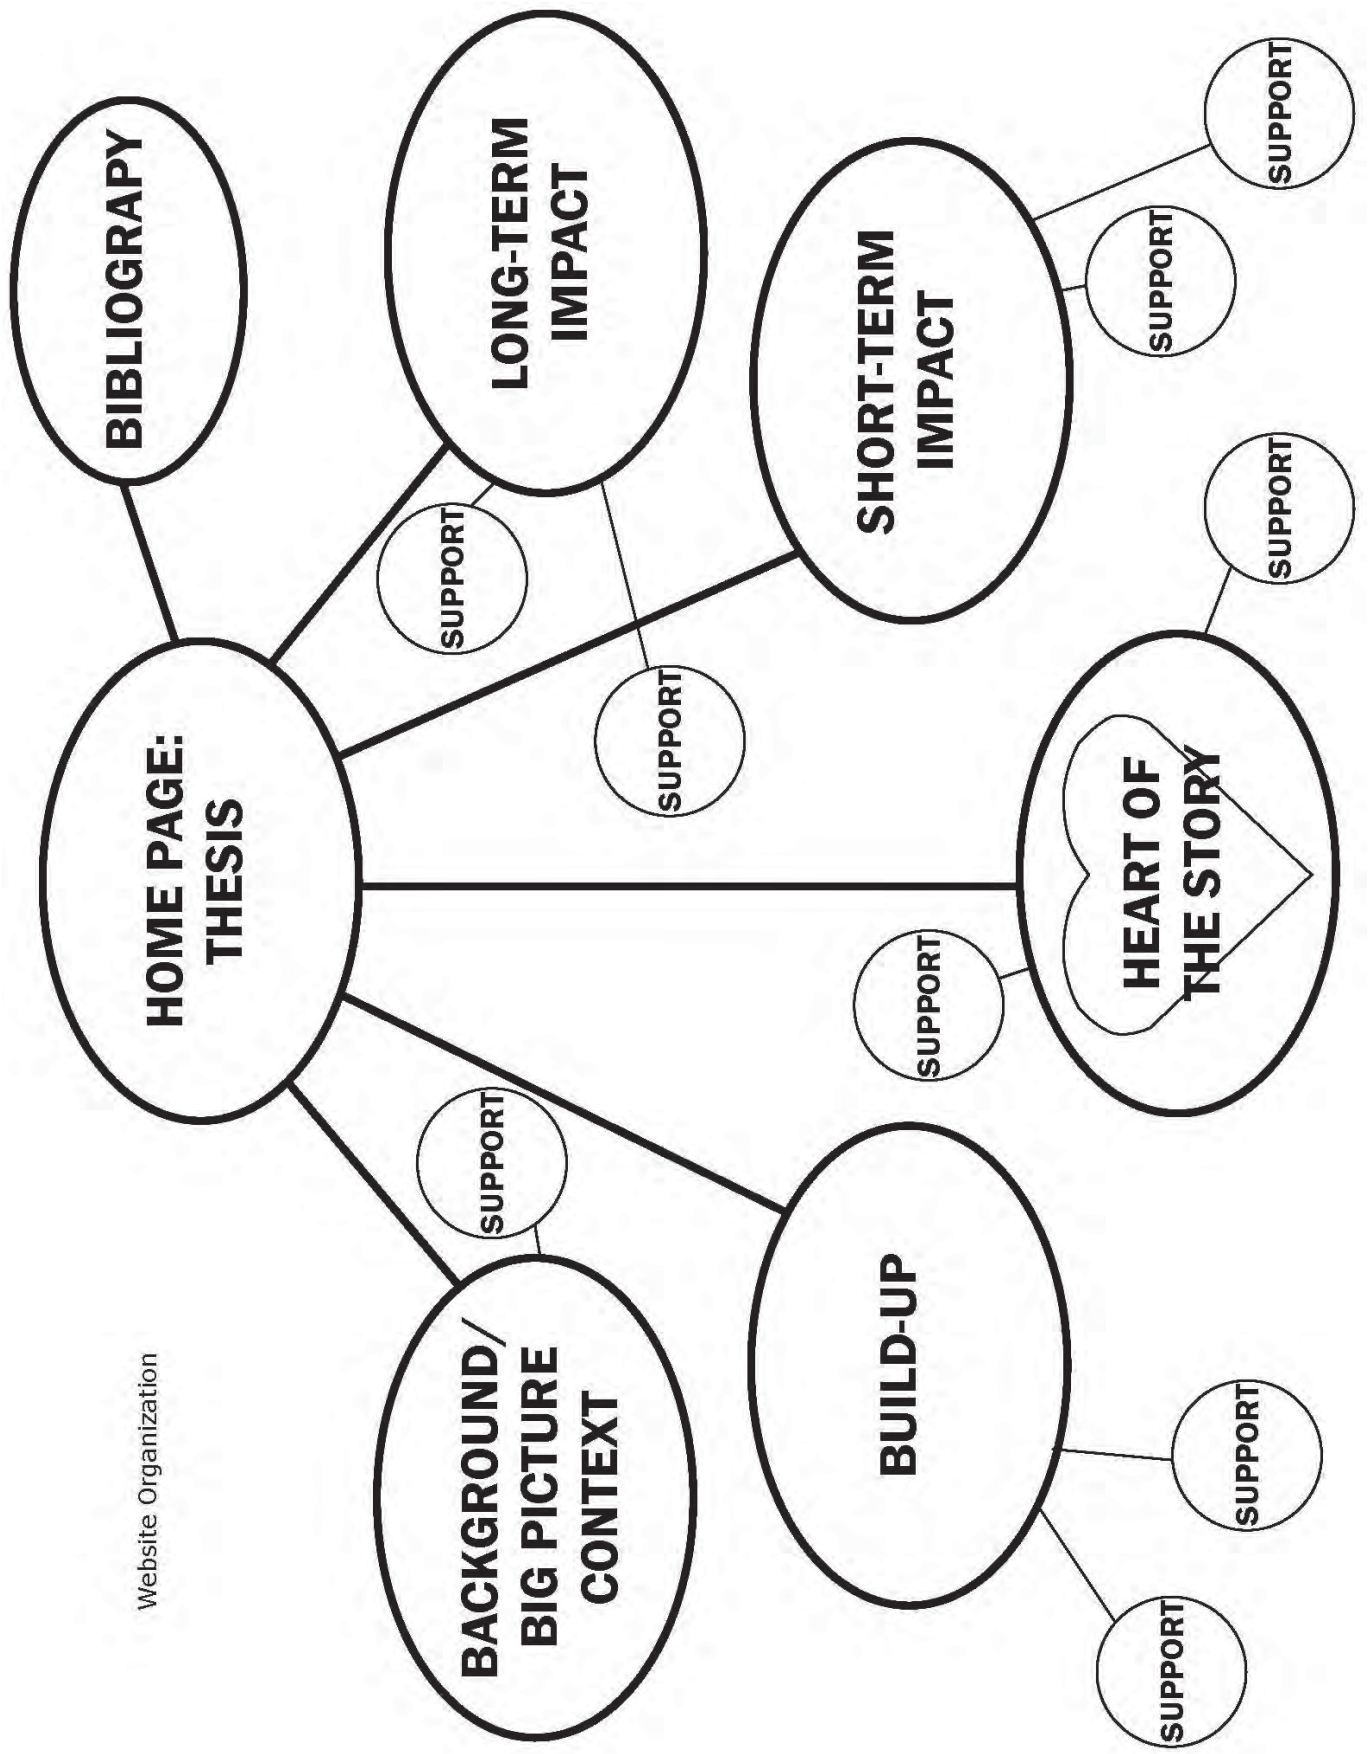 Website Organization
HOME PAGE:
THESIS
BIBLIOGRAPY
BACKGROUND/
BIG PICTURE
CONTEXT
SUPPORT
SUPPORT
LONG-TERM
IMPACT
SUPPORT
BUILD-UP
SUPPORT
SUPPORT
SHORT-TERM
IMPACT
SUPPORT
SUPPORT
SUPPORT
HEART OF
THE STORY
SUPPORT